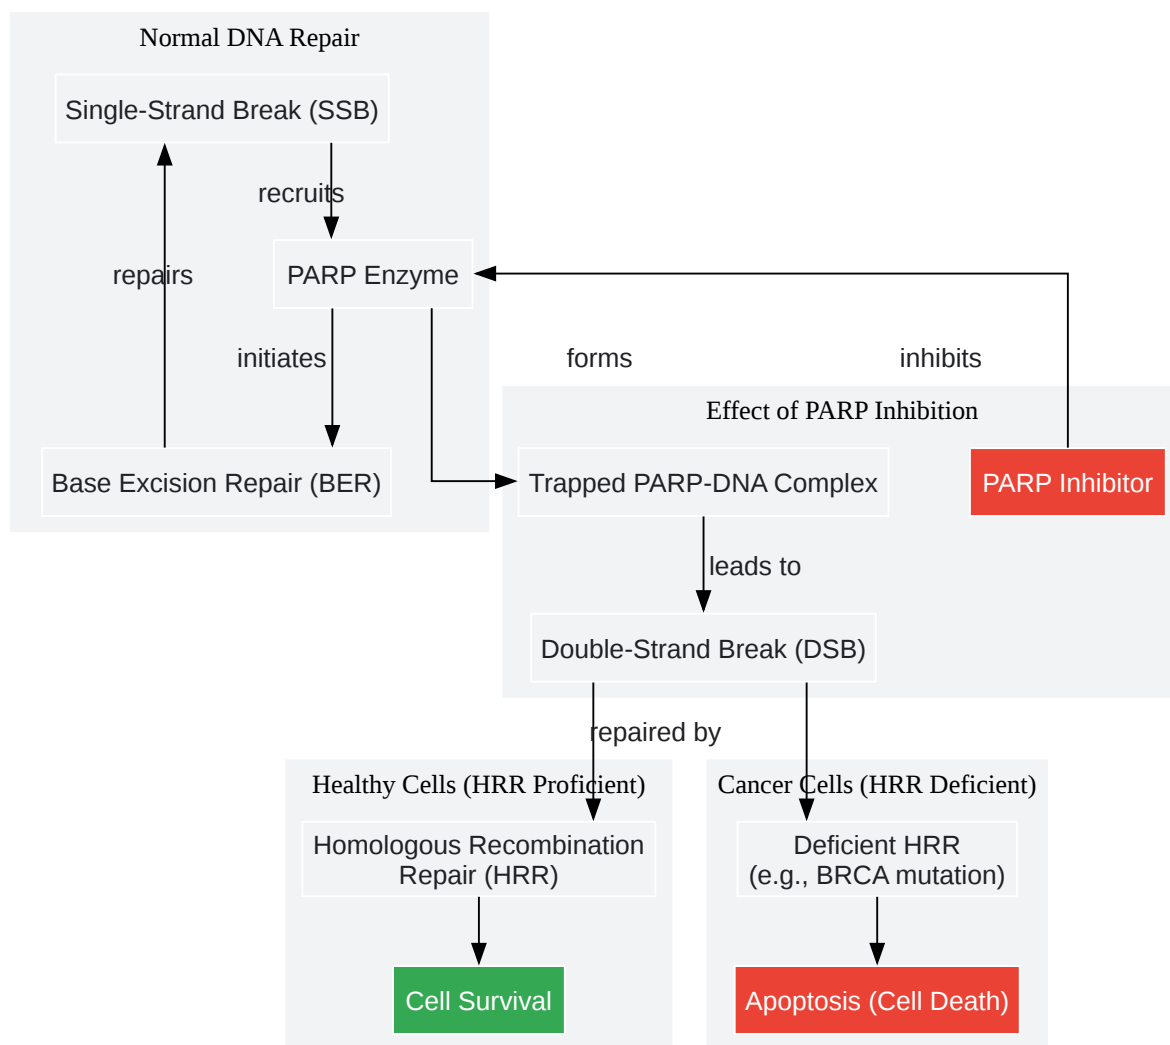 Normal DNA Repair
Single-Strand Break (SSB)
recruits
PARP Enzyme
repairs
initiates
forms
inhibits
Effect of PARP Inhibition
Base Excision Repair (BER)
Trapped PARP-DNA Complex
PARP Inhibitor
leads to
Double-Strand Break (DSB)
repaired by
Healthy Cells (HRR Proficient)
Cancer Cells (HRR Deficient)
Homologous Recombination
Repair (HRR)
Deficient HRR
(e.g., BRCA mutation)
Cell Survival
Apoptosis (Cell Death)